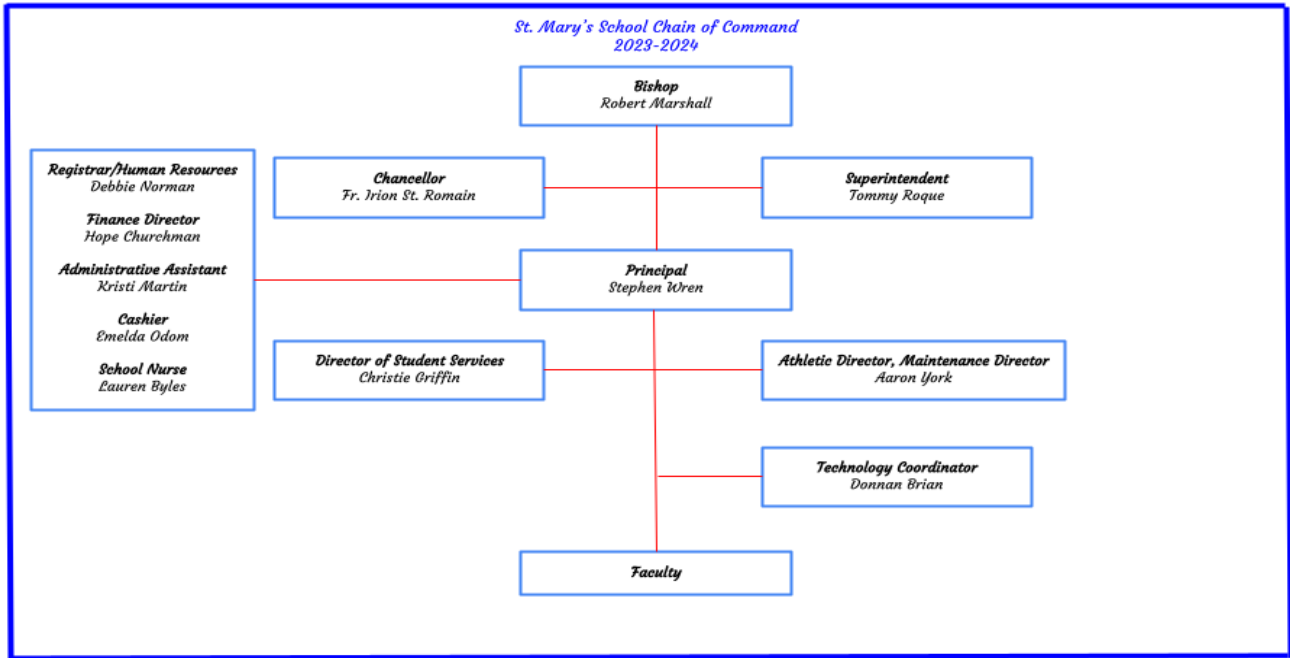 St. Mary's School Chain of Command
2023-2024
Bishop
Robert Marshall
Registrar/Human Resources
Debbie Norman
Finance Director
Hope Churchman
Administrative Assistant
Kristi Martin
Cashier
Emelda Odom
School Nurse
Lauren Byles
Chancellor
Fr. Irion St. Romain
Superintendent
Tommy Roque
Principal
Stephen Wren
Director of Student Services
Christie Griffin
Athletic Director, Maintenance Director
Aaron York
Technology Coordinator
Donnan Brian
Faculty